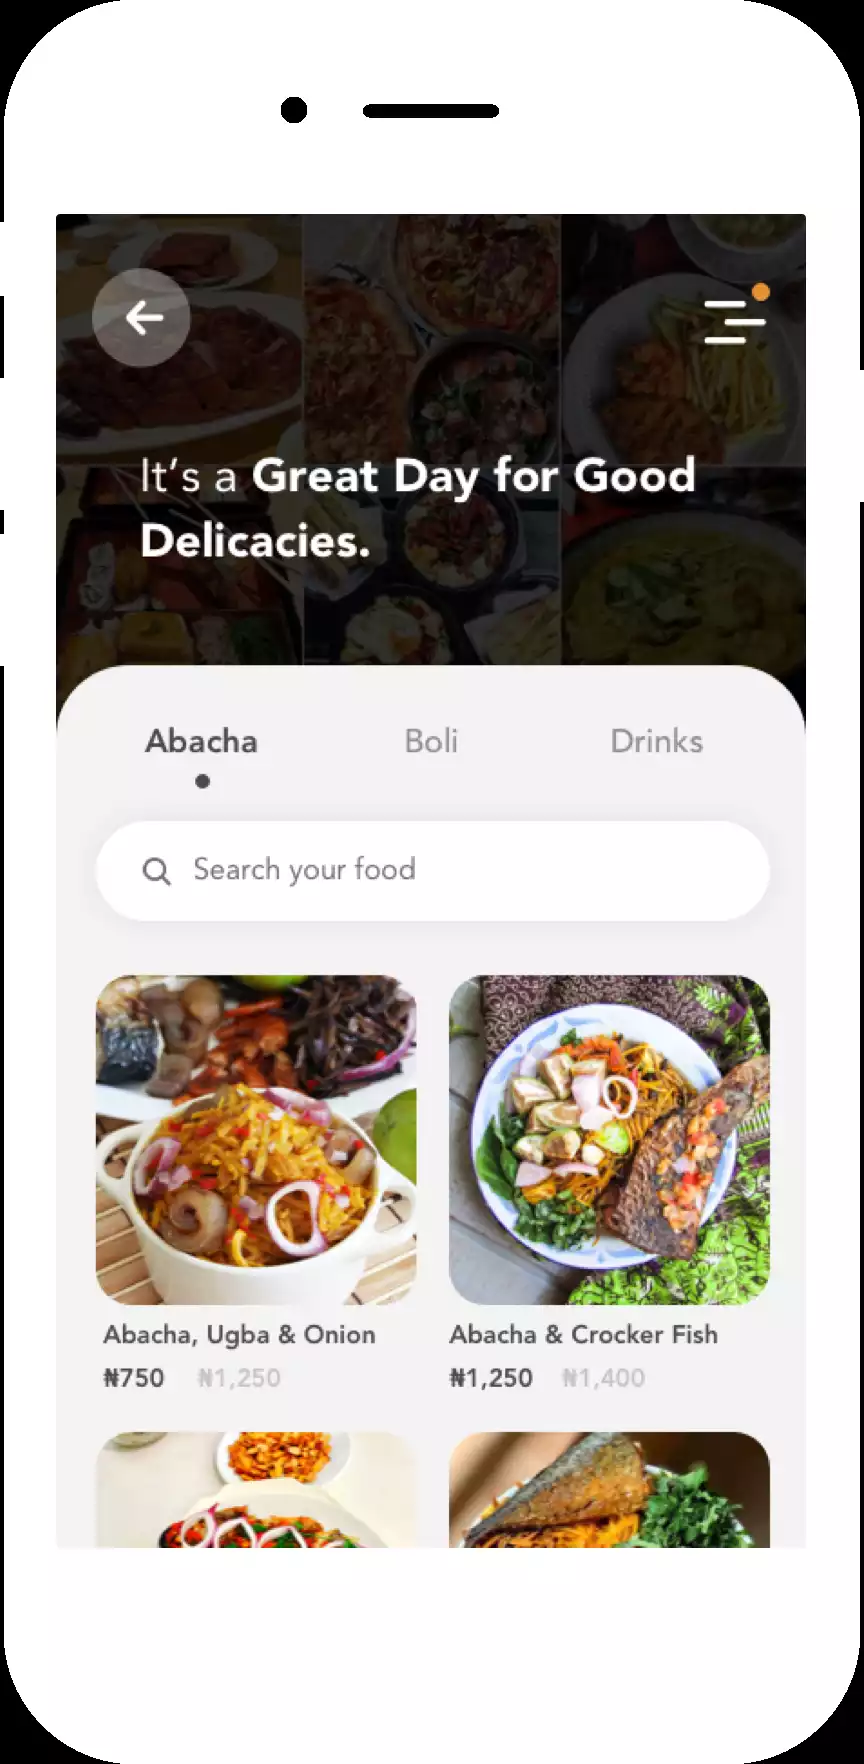 It's a Great Day for Good
Delicacies.
Abacha Boli Drinks
Search your food
Abacha, Ugba & Onion
₦750 ₦1,250
Abacha & Crocker Fish
₦1,250 ₦1,400